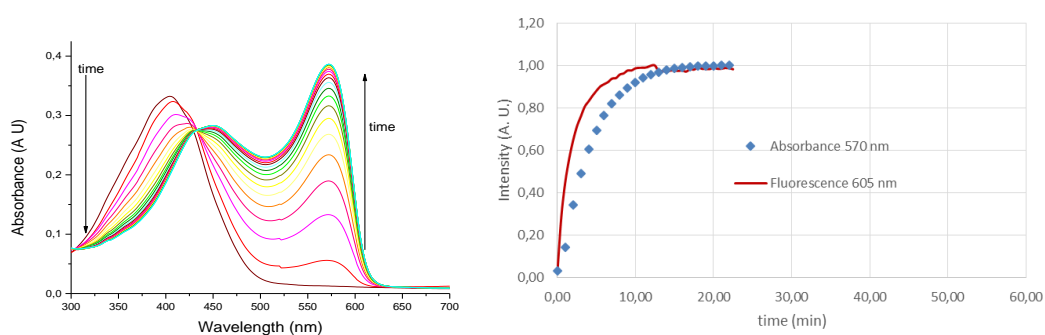 time
time
Absorbance (A U)
0,4
0,3
0,2
0,1
0,0
300 350 400 450 500 550 600 650 700
Wavelength (nm)
1,20
1,00
0,80
0,60
0,40
0,20
0,00
Intensity (A. U.)
Absorbance 570 nm
Fluorescence 605 nm
0,00 10,00 20,00 30,00 40,00 50,00 60,00
time (min)